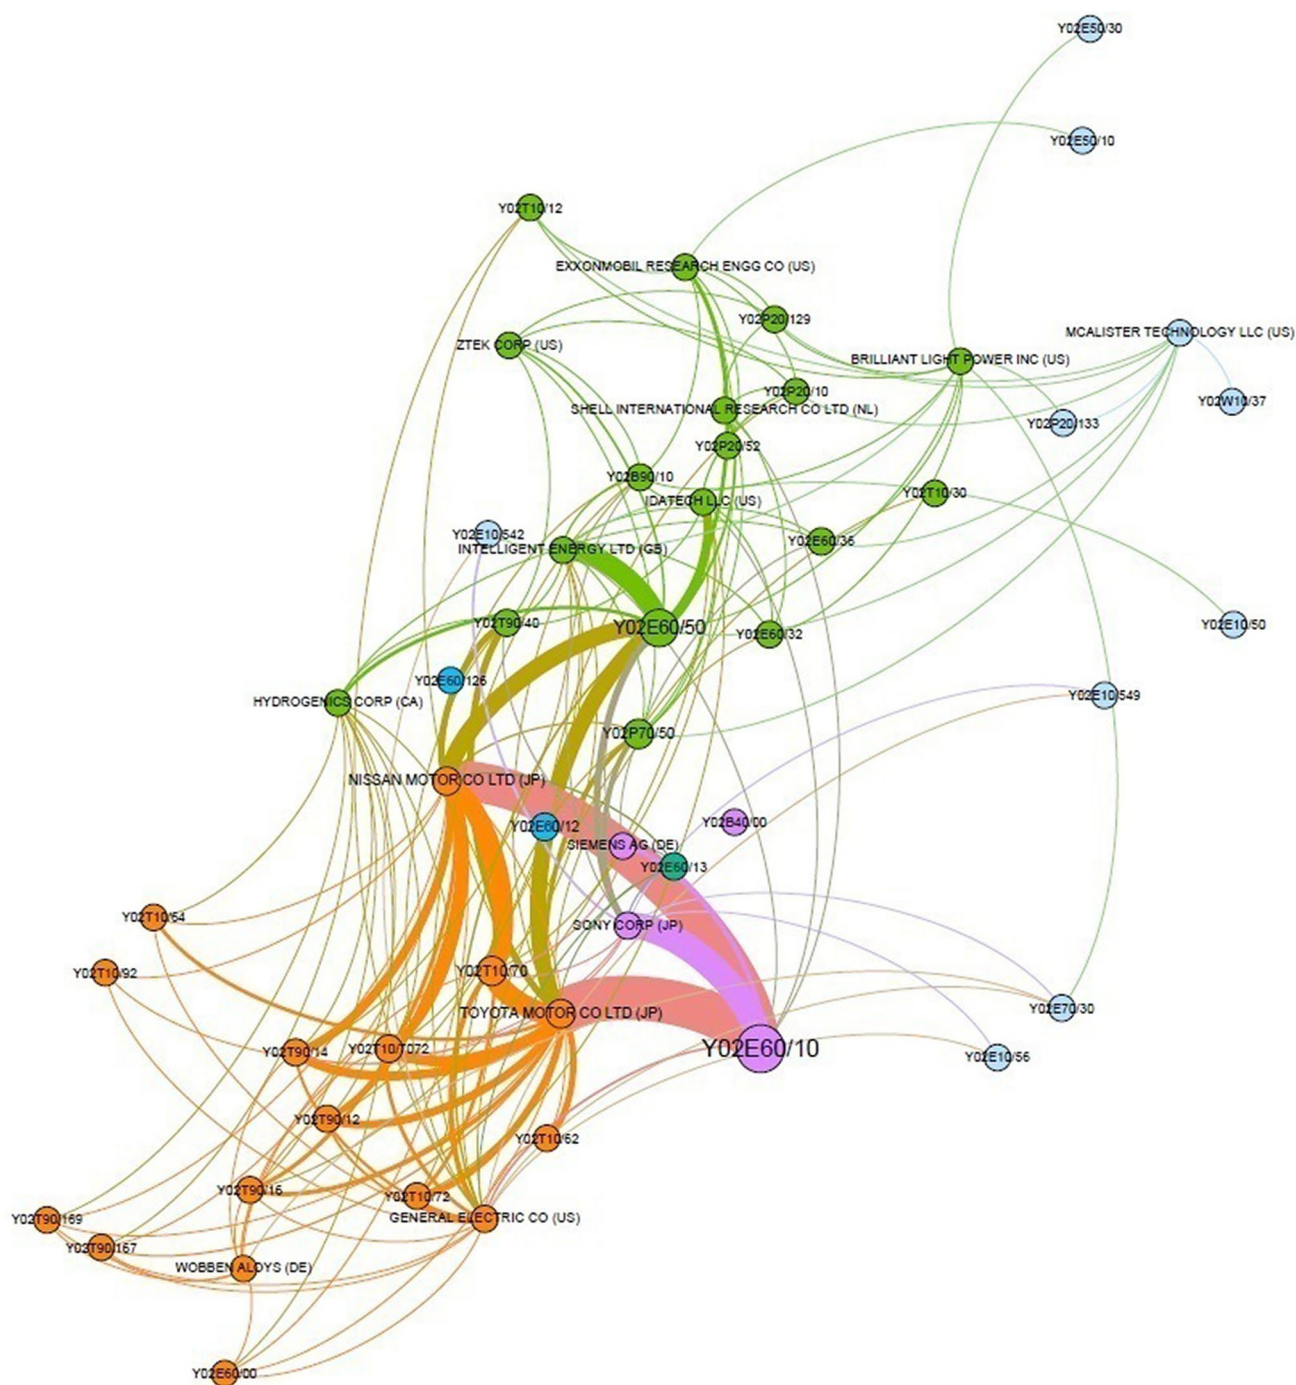 Y02E50/30
Y02E50/10
Y02T10/12
EXXONMOBIL RESEARCH ENGG CO (US)
Y02P20/129
MCALISTER TECHNOLOGY LLC (US)
ZTEK CORP (US)
BRILLIANT LIGHT POWER INC (US)
Y02P20/10
Y02W10/37
SHELL INTERNATIONAL RESEARCH CO LTD (NL)
Y02P20/133
Y02P20/52
Y02B90/10
Y02T10/30
IDATECH LLC (US)
Y02E10/542
Y02E60/36
INTELLIGENT ENERGY LTD (GB)
Y02T90/40
Y02E60/50
Y02E60/32
Y02E10/50
Y02E60/126
Y02E10/549
HYDROGENICS CORP (CA)
Y02P70/50
NISSAN MOTOR CO LTD (JP)
Y02B40/00
Y02E60/12
SIEMENS AG (DE)
Y02E60/13
Y02T10/64
SONY CORP (JP)
Y02T10/92
Y02T10/70
Y02E70/30
TOYOTA MOTOR CO LTD (JP)
Y02E60/10
Y02T90/14
Y02T10/7072
Y02E10/56
Y02T90/12
Y02T10/62
Y02T90/16
Y02T10/72
Y02T90/169
GENERAL ELECTRIC CO (US)
Y02T90/167
WOBBEN ALOYS (DE)
Y02E60/00